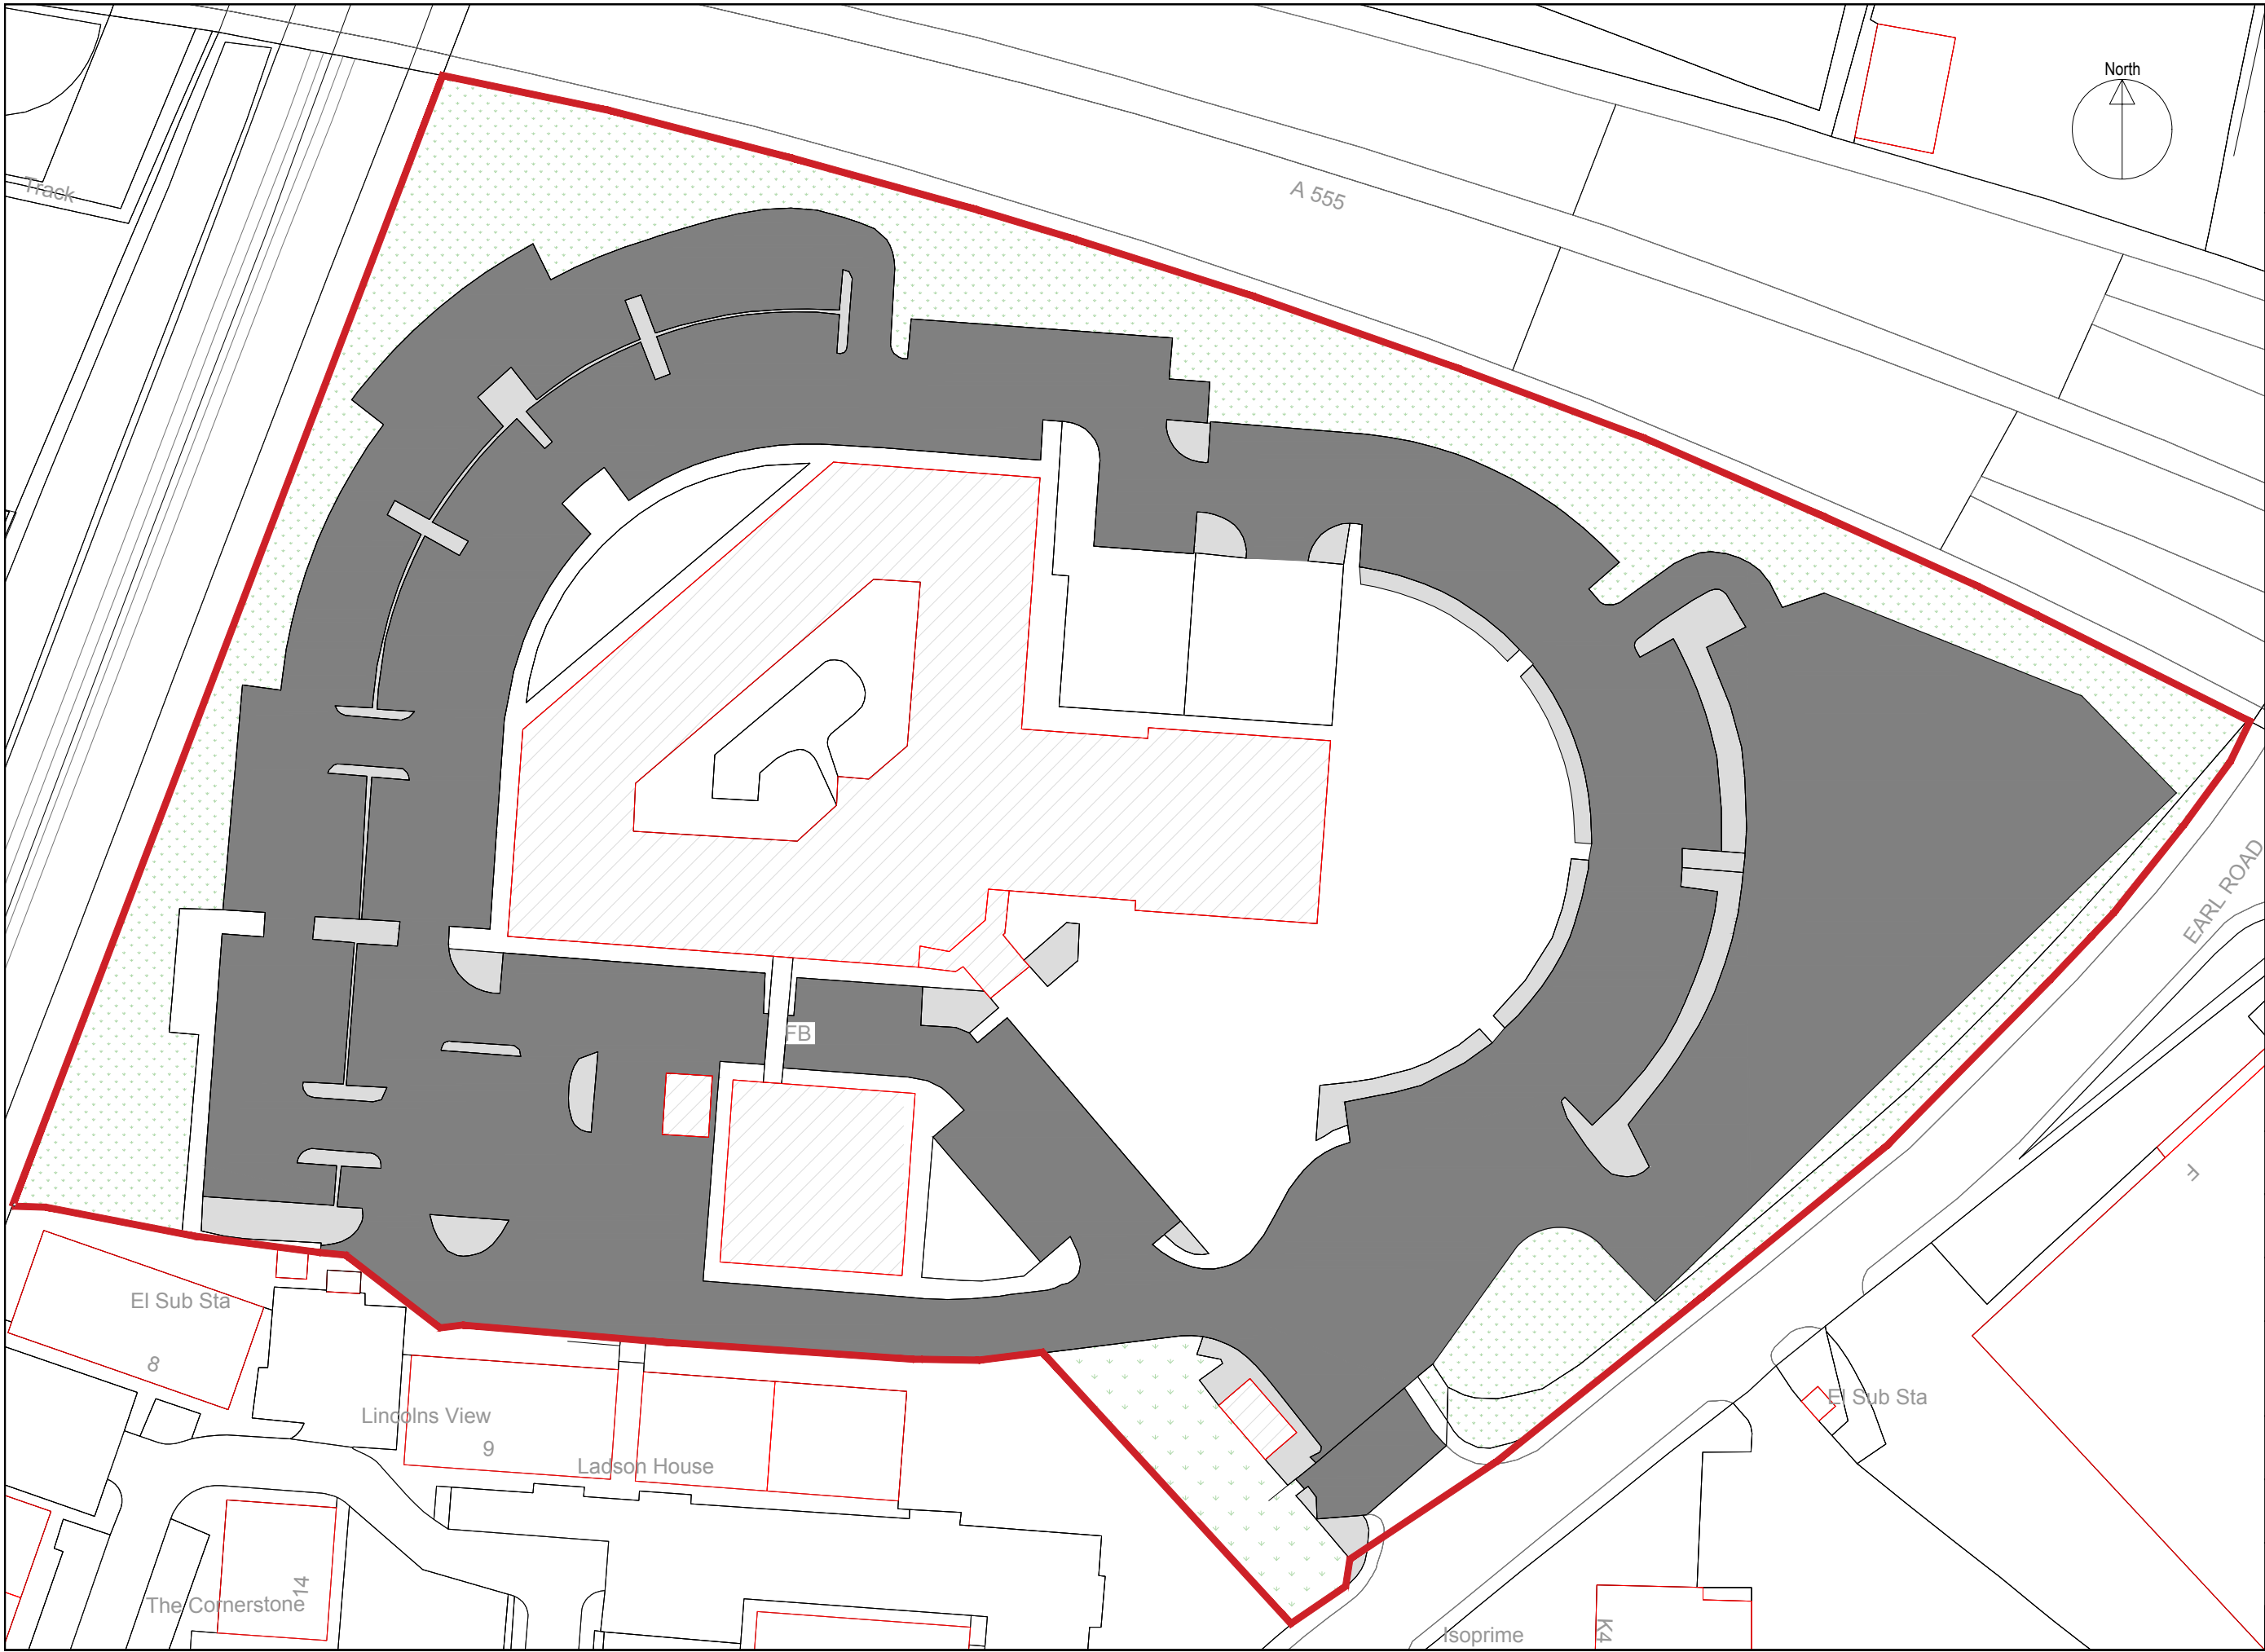 North
Track
A 555
EARL ROAD
FB
F
El Sub Sta
8
El Sub Sta
Lincolns View
9
Ladson House
14
The Cornerstone
K4
Isoprime